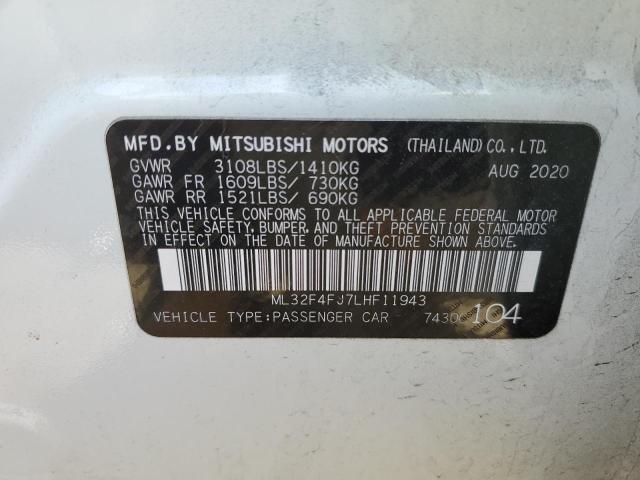 MFD.BY MITSUBISHI MOTORS (THAILAND) CO., LTD.
GVWR 3108LBS/1410KG AUG 2020
GAWR FR 1609LBS/ 730KG
GAWR RR 1521LBS/ 690KG
THIS VEHICLE CONFORMS TO ALL APPLICABLE FEDERAL MOTOR
VEHICLE SAFETY, BUMPER, AND THEFT PREVENTION STANDARDS
IN EFFECT ON THE DATE OF MANUFACTURE SHOWN ABOVE.
ML32F4FJ7LHF11943
VEHICLE TYPE:PASSENGER CAR 104